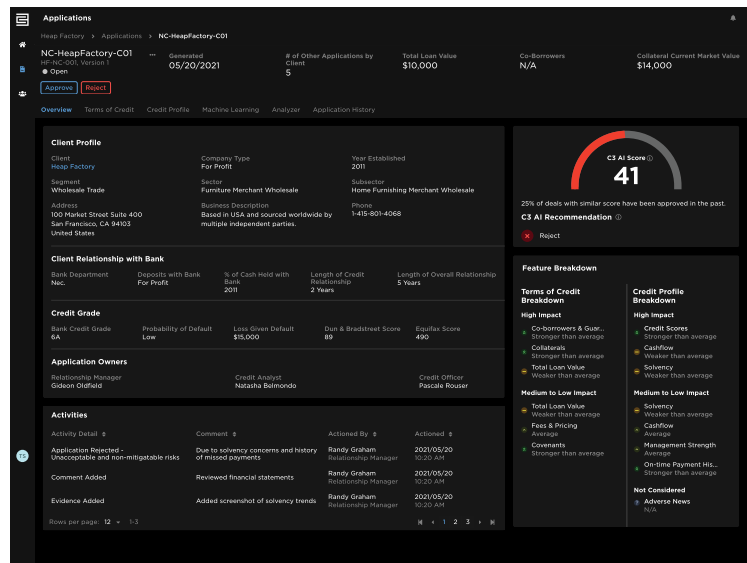 Applications
Heap Factory > Applications > NC-HeapFactory-C01
NC-HeapFactory-C01 ...
HF-NC-001, Version 1
Open
Generated
05/20/2021
# of Other Applications by
Client
5
Total Loan Value
$10,000
Co-Borrowers
N/A
Collateral Current Market Value
$14,000
Approve Reject
Overview Terms of Credit Credit Profile Machine Learning Analyzer Application History
Client Profile
Client
Heap Factory
Company Type
For Profit
Year Established
2011
Segment
Wholesale Trade
Sector
Furniture Merchant Wholesale
Subsector
Home Furnishing Merchant Wholesale
Address
100 Market Street Suite 400
San Francisco, CA 94103
United States
Business Description
Based in USA and sourced worldwide by
multiple independent parties.
Phone
1-415-801-4068
Client Relationship with Bank
Bank Department
Nec.
Deposits with Bank
For Profit
% of Cash Held with
Bank
2011
Length of Credit
Relationship
2 Years
Length of Overall Relationship
5 Years
Credit Grade
Bank Credit Grade
6A
Probability of Default
Low
Loss Given Default
$15,000
Dun & Bradstreet Score
89
Equifax Score
490
Application Owners
Relationship Manager
Gideon Oldfield
Credit Analyst
Natasha Belmondo
Credit Officer
Pascale Rouser
Activities
Activity Detail Comment Actioned By Actioned
Application Rejected -
Unacceptable and non-mitigatable risks
Due to solvency concerns and history
of missed payments
Randy Graham
Relationship Manager
2021/05/20
10:20 AM
Comment Added
Reviewed financial statements
Randy Graham
Relationship Manager
2021/05/20
10:20 AM
Evidence Added
Added screenshot of solvency trends
Randy Graham
Relationship Manager
2021/05/20
10:20 AM
Rows per page: 12 1-3
1 2 3
TS
C3 AI Score
41
25% of deals with similar score have been approved in the past.
C3 AI Recommendation
Reject
Feature Breakdown
Terms of Credit
Breakdown
High Impact
Co-borrowers & Guar...
Stronger than average
Collaterals
Stronger than average
Total Loan Value
Weaker than average
Medium to Low Impact
Total Loan Value
Weaker than average
Fees & Pricing
Average
Covenants
Stronger than average
Credit Profile
Breakdown
High Impact
Credit Scores
Stronger than average
Cashflow
Weaker than average
Solvency
Weaker than average
Medium to Low Impact
Solvency
Weaker than average
Cashflow
Average
Management Strength
Average
On-time Payment His...
Stronger than average
Not Considered
Adverse News
N/A